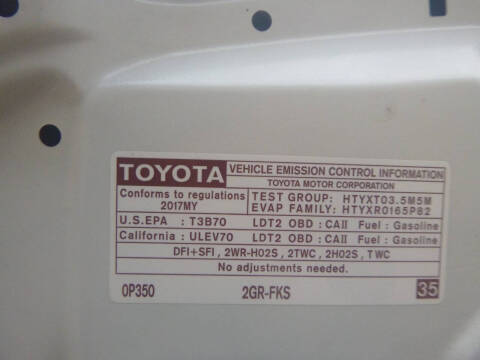 TOYOTA VEHICLE EMISSION CONTROL INFORMATION
TOYOTA MOTOR CORPORATION
Conforms to regulations
2017MY
TEST GROUP: HTYXT03.5M5M
EVAP FAMILY: HTYXR0165P82
U.S.EPA : T3B70 LDT2 OBD : CAII Fuel : Gasoline
California : ULEV70 LDT2 OBD : CAII Fuel : Gasoline
DFI+SFI , 2WR-HO2S , 2TWC , 2HO2S , TWC
No adjustments needed.
0P350 2GR-FKS 35